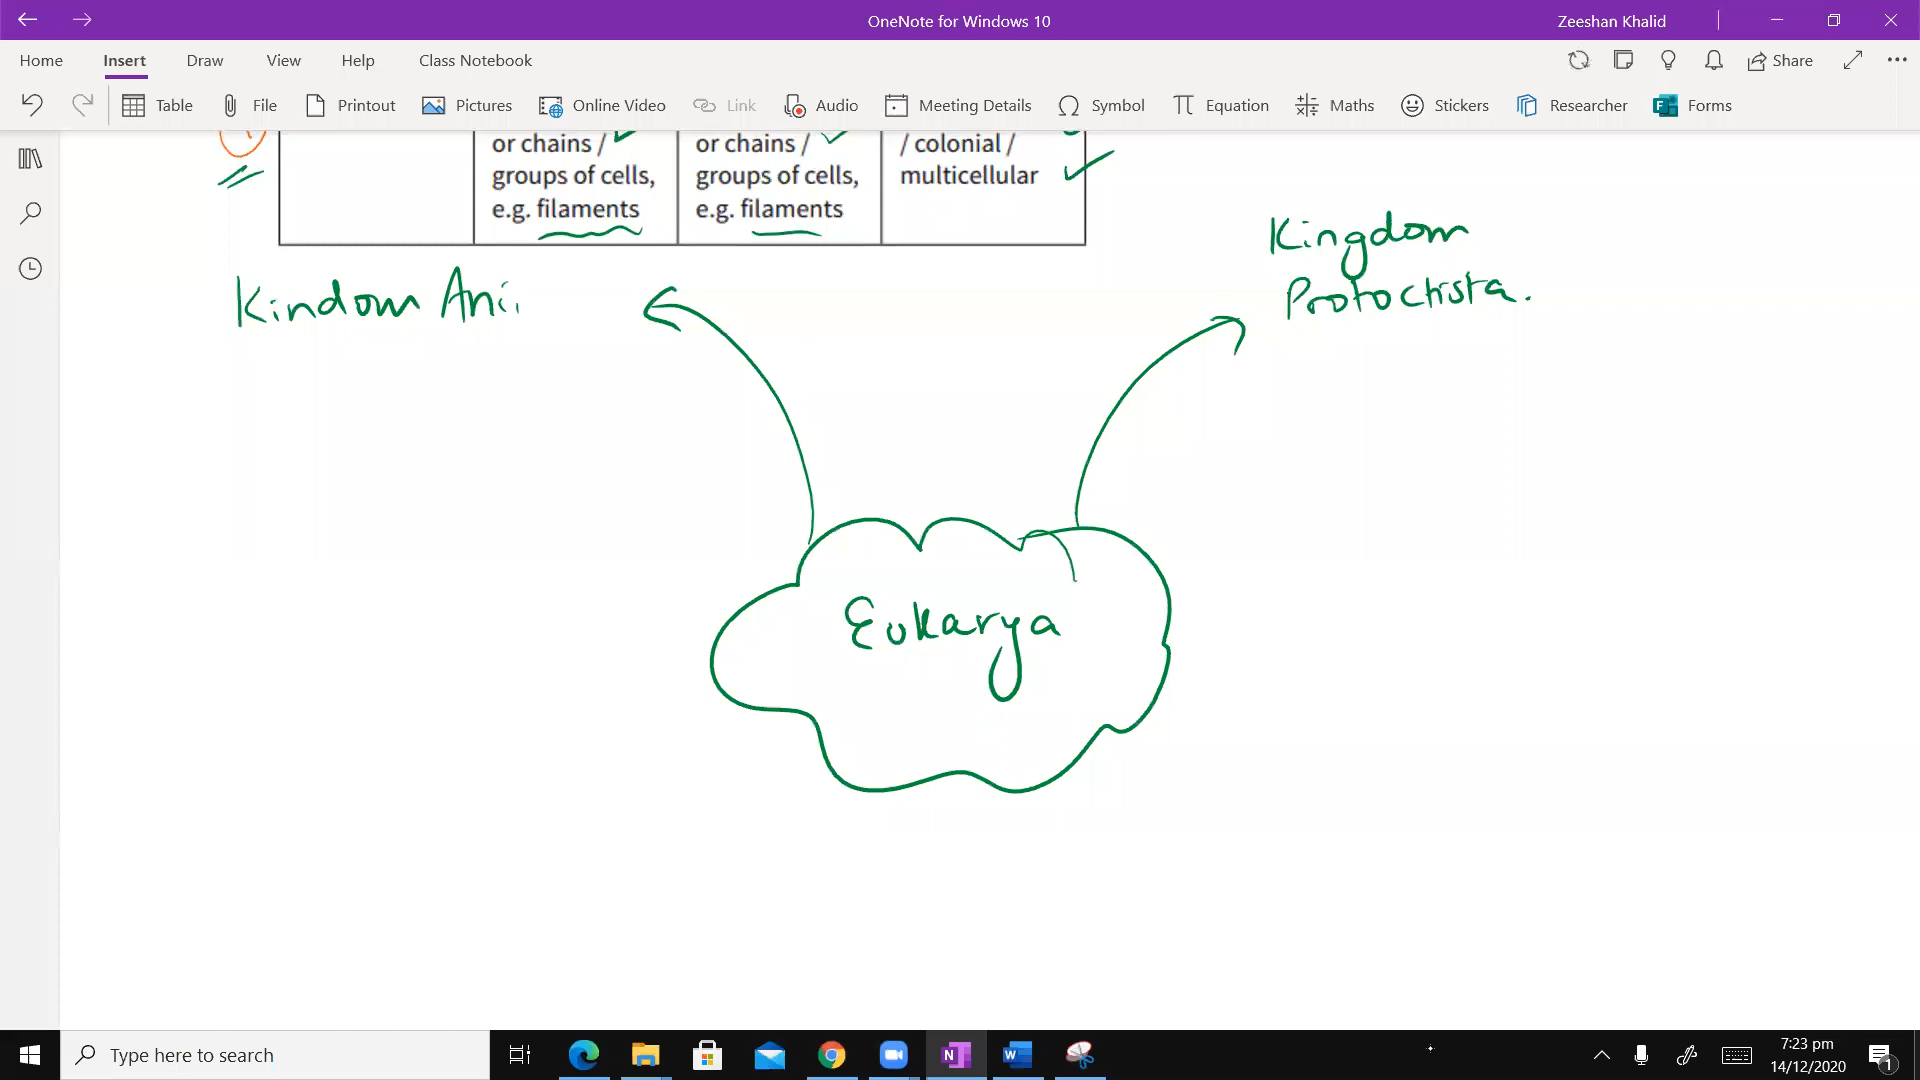 OneNote for Windows 10
Zeeshan Khalid
Home Insert Draw View Help Class Notebook Share
Table File Printout Pictures Online Video Link Audio Meeting Details Symbol Equation Maths Stickers Researcher Forms
or chains / or chains / / colonial /
groups of cells, groups of cells, multicellular
e.g. filaments e.g. filaments
Kingdom
Protoctista.
Kindom Ani
Eukarya
Type here to search
7:23 pm
14/12/2020
1